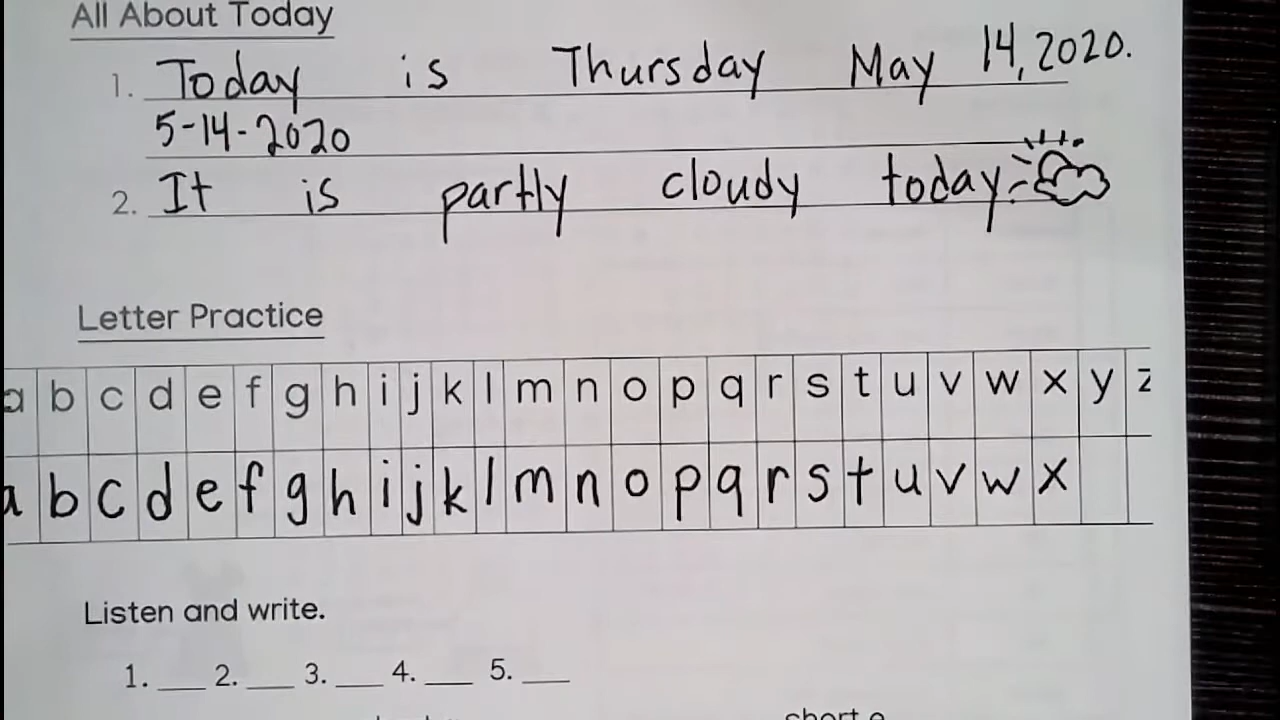 All About Today
1. Today is Thursday May 14, 2020.
5-14-2020
2. It is partly cloudy today.
Letter Practice
a b c d e f g h i j k l m n o p q r s t u v w x y z
a b c d e f g h i j k l m n o p q r s t u v w x
Listen and write.
1. ___ 2. ___ 3. ___ 4. ___ 5. ___
short